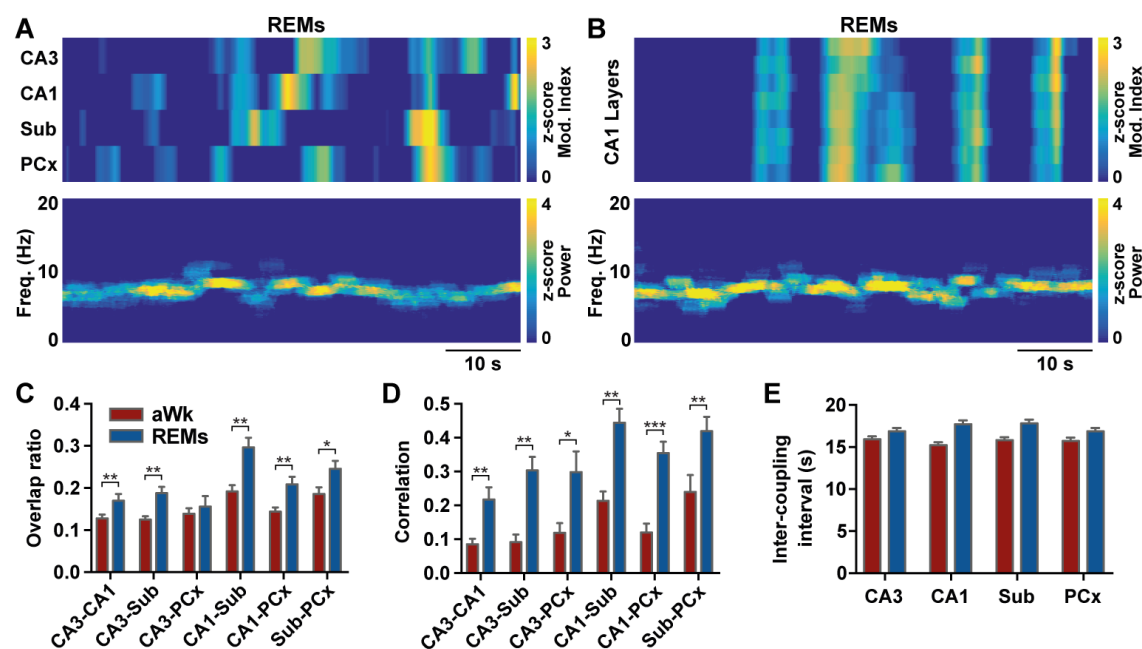 A
REMs
CA3
CA1
Sub
PCx
3
0
z-score
Mod. Index
20
10
0
Freq. (Hz)
4
0
z-score
Power
10 s
B
REMs
CA1 Layers
3
0
z-score
Mod. Index
20
10
0
Freq. (Hz)
4
0
z-score
Power
10 s
C
aWk
REMs
Overlap ratio
0.4
0.3
0.2
0.1
0.0
**
**
**
**
*
CA3-CA1
CA3-Sub
CA3-PCx
CA1-Sub
CA1-PCx
Sub-PCx
D
Correlation
0.5
0.4
0.3
0.2
0.1
0.0
**
**
*
**
***
**
CA3-CA1
CA3-Sub
CA3-PCx
CA1-Sub
CA1-PCx
Sub-PCx
E
Inter-coupling
interval (s)
20
15
10
5
0
CA3
CA1
Sub
PCx